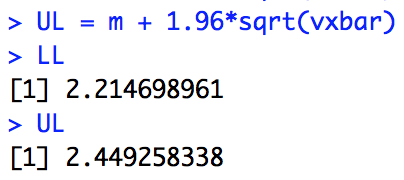 > UL = m + 1.96*sqrt(vxbar)
> LL
[1] 2.214698961
> UL
[1] 2.449258338